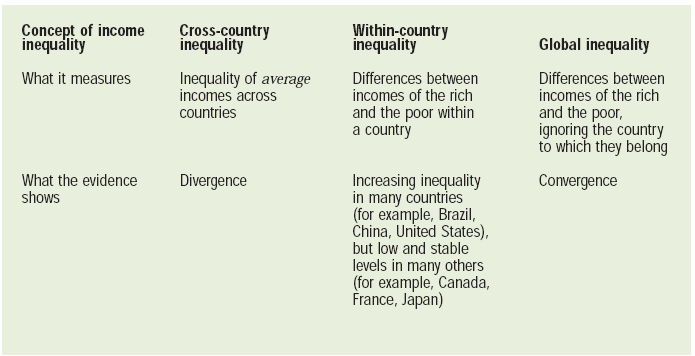 Concept of income
inequality
Cross-country
inequality
Within-country
inequality
Global inequality
What it measures
Inequality of average
incomes across
countries
Differences between
incomes of the rich
and the poor within
a country
Differences between
incomes of the rich
and the poor,
ignoring the country
to which they belong
What the evidence
shows
Divergence
Increasing inequality
in many countries
(for example, Brazil,
China, United States),
but low and stable
levels in many others
(for example, Canada,
France, Japan)
Convergence